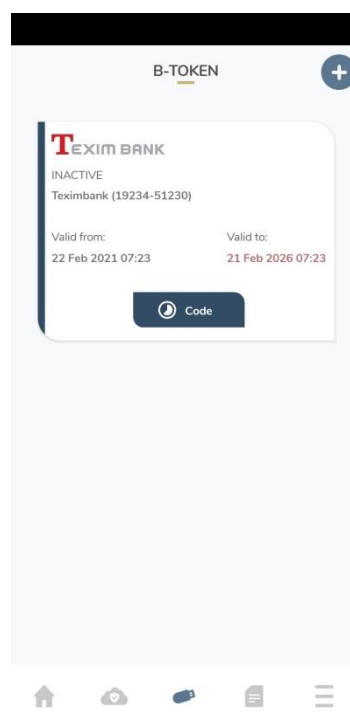 B-TOKEN
TEXIM BANK
INACTIVE
Teximbank (19234-51230)
Valid from:
Valid to:
22 Feb 2021 07:23
21 Feb 2026 07:23
Code